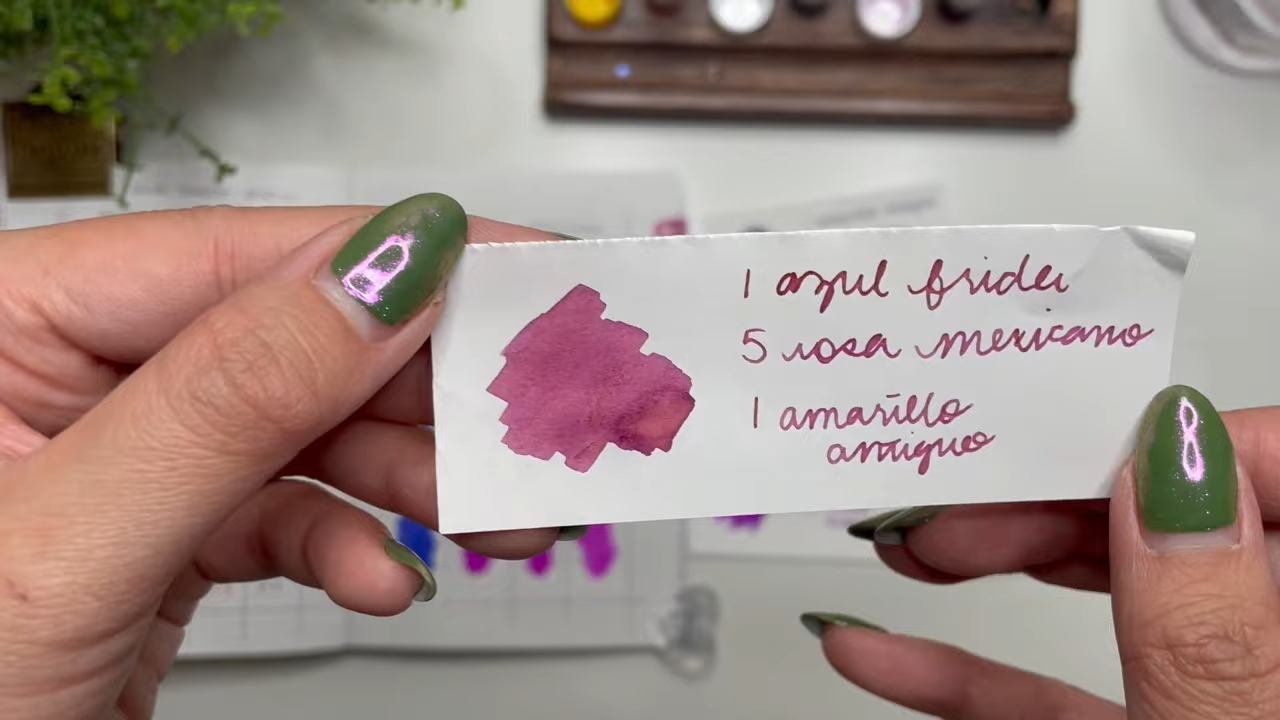 1 azul frida
5 rosa mexicano
1 amarillo
antiguo